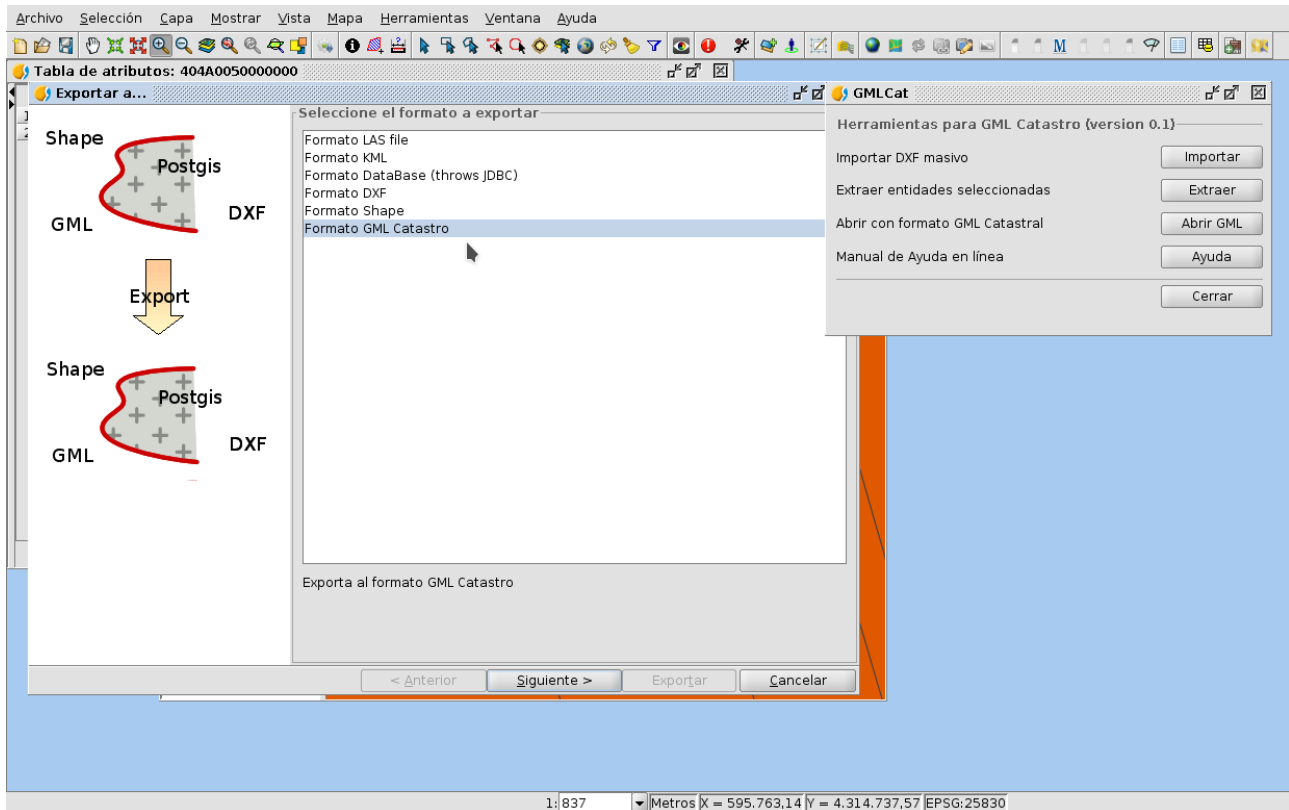 Archivo Selección Capa Mostrar Vista Mapa Herramientas Ventana Ayuda
M
Tabla de atributos: 404A0050000000
Exportar a...
Shape
Postgis
GML
DXF
Export
Shape
Postgis
GML
DXF
Seleccione el formato a exportar
Formato LAS file
Formato KML
Formato DataBase (throws JDBC)
Formato DXF
Formato Shape
Formato GML Catastro
Exporta al formato GML Catastro
< Anterior Siguiente > Exportar Cancelar
GMLCat
Herramientas para GML Catastro (version 0.1)
Importar DXF masivo Importar
Extraer entidades seleccionadas Extraer
Abrir con formato GML Catastral Abrir GML
Manual de Ayuda en línea Ayuda
Cerrar
1: 837 Metros X = 595.763,14 Y = 4.314.737,57 EPSG:25830